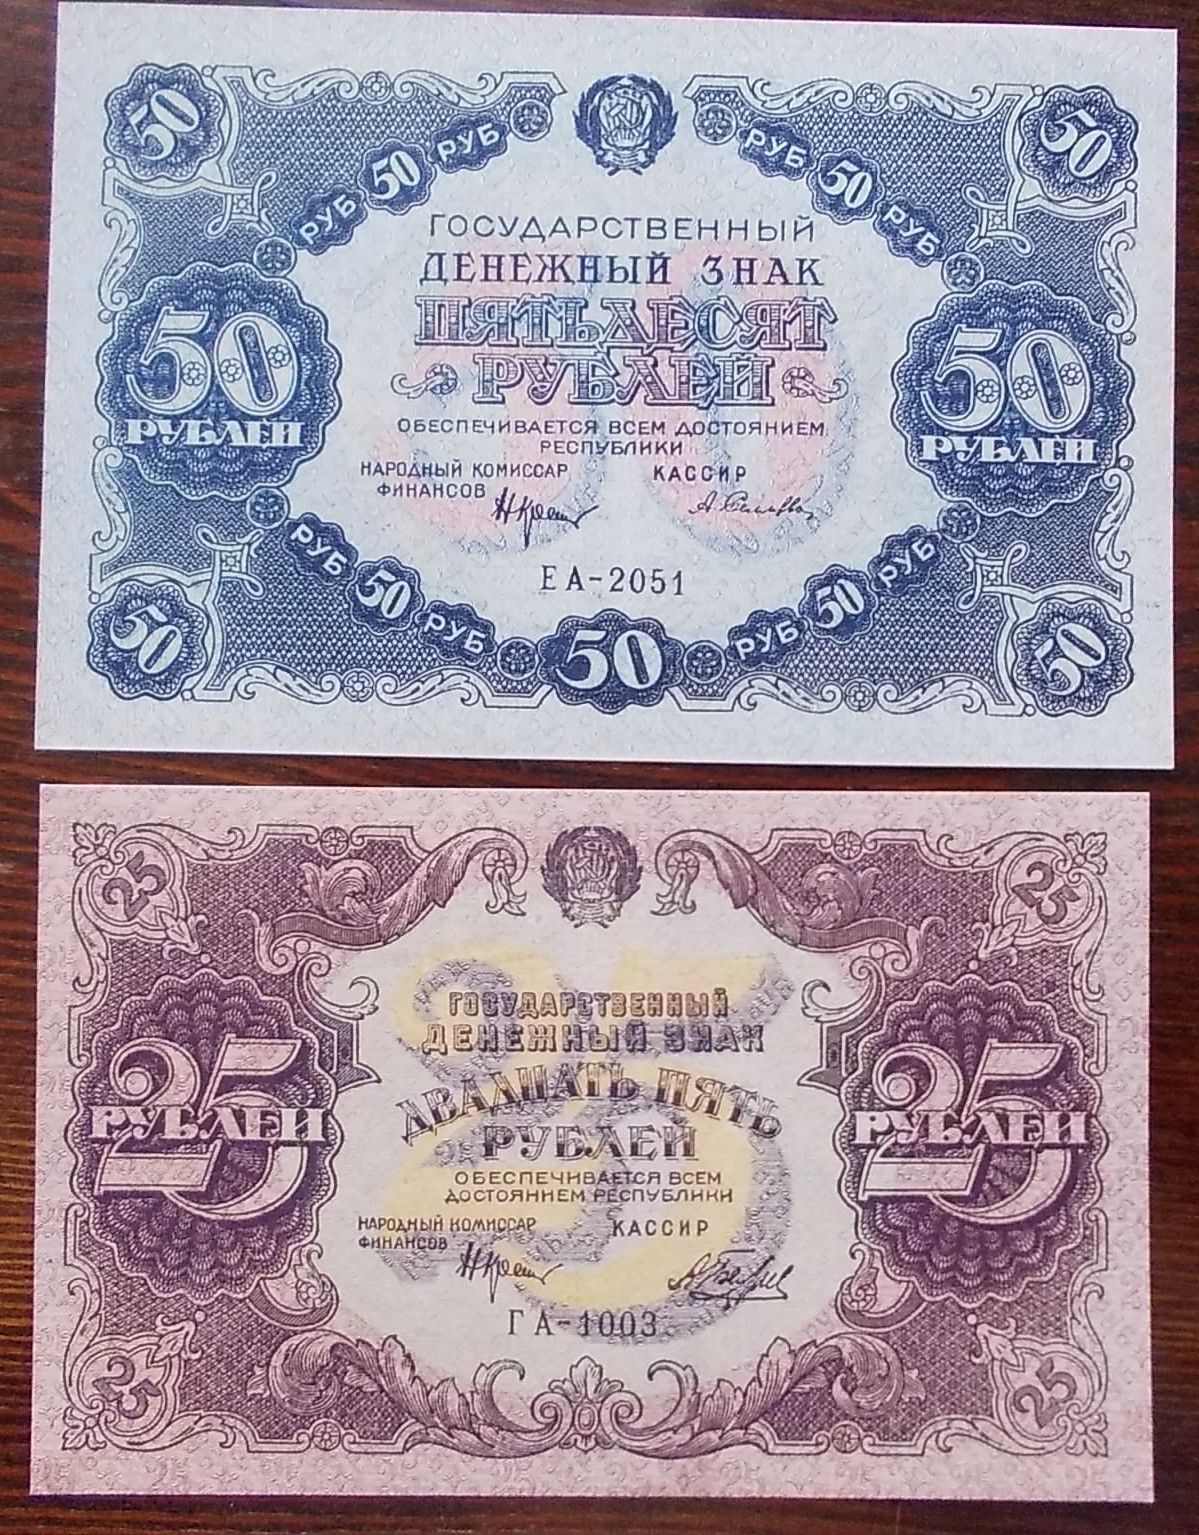 50 50
РУБ 50 РУБ РУБ 50 РУБ
ГОСУДАРСТВЕННЫЙ
ДЕНЕЖНЫЙ ЗНАК
ПЯТЬДЕСЯТ
РУБЛЕЙ
50 50
РУБЛЕЙ РУБЛЕЙ
ОБЕСПЕЧИВАЕТСЯ ВСЕМ ДОСТОЯНИЕМ
РЕСПУБЛИКИ
НАРОДНЫЙ КОМИССАР КАССИР
ФИНАНСОВ
ЕА-2051
РУБ 50 РУБ 50 РУБ 50 РУБ
50 50
25 25
ГОСУДАРСТВЕННЫЙ
ДЕНЕЖНЫЙ ЗНАК
ДВАДЦАТЬ ПЯТЬ
РУБЛЕЙ
25 25
РУБЛЕЙ РУБЛЕЙ
ОБЕСПЕЧИВАЕТСЯ ВСЕМ
ДОСТОЯНИЕМ РЕСПУБЛИКИ
НАРОДНЫЙ КОМИССАР КАССИР
ФИНАНСОВ
ГА-1003
25 25